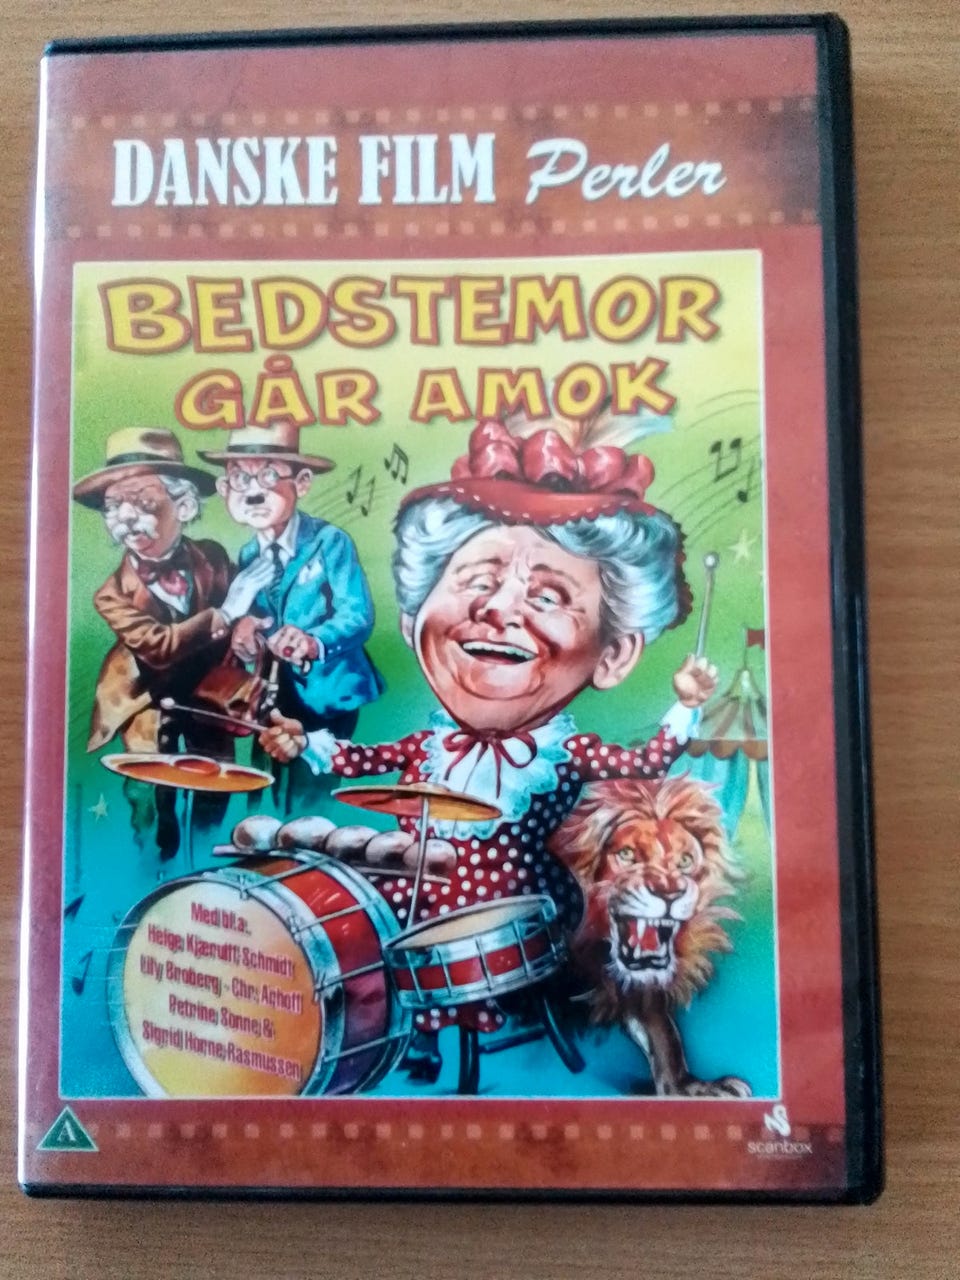 DANSKE FILM Perler
BEDSTEMOR
GÅR AMOK
Med bl.a.
Helge Kjærulff Schmidt
Lily Broberg - Chr. Arhoff
Petrine Sonne &
Sigrid Horne Rasmussen
A
scanbox